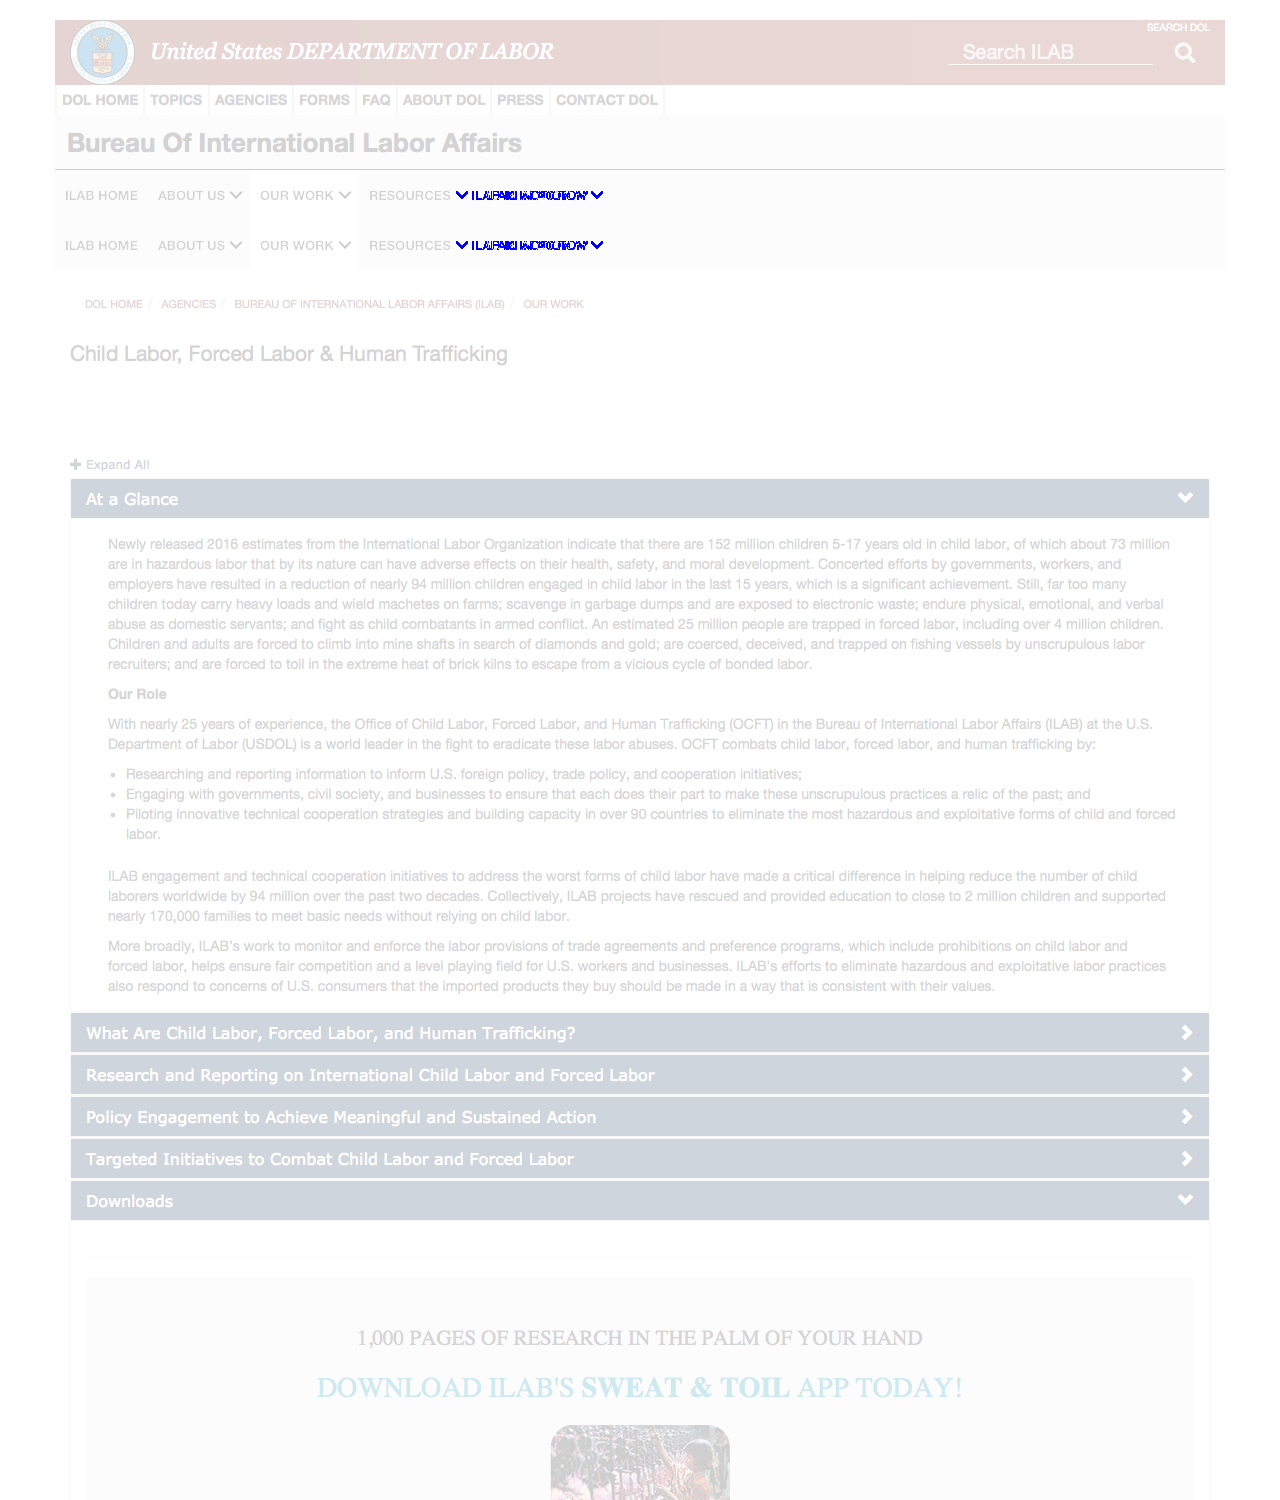 SEARCH DOL
United States DEPARTMENT OF LABOR
Search ILAB
DOL HOME TOPICS AGENCIES FORMS FAQ ABOUT DOL PRESS CONTACT DOL
Bureau Of International Labor Affairs
ILAB HOME ABOUT US OUR WORK RESOURCES
ILAB HOME ABOUT US OUR WORK RESOURCES
DOL HOME / AGENCIES / BUREAU OF INTERNATIONAL LABOR AFFAIRS (ILAB) / OUR WORK
Child Labor, Forced Labor & Human Trafficking
Expand All
At a Glance
Newly released 2016 estimates from the International Labor Organization indicate that there are 152 million children 5-17 years old in child labor, of which about 73 million
are in hazardous labor that by its nature can have adverse effects on their health, safety, and moral development. Concerted efforts by governments, workers, and
employers have resulted in a reduction of nearly 94 million children engaged in child labor in the last 15 years, which is a significant achievement. Still, far too many
children today carry heavy loads and wield machetes on farms; scavenge in garbage dumps and are exposed to electronic waste; endure physical, emotional, and verbal
abuse as domestic servants; and fight as child combatants in armed conflict. An estimated 25 million people are trapped in forced labor, including over 4 million children.
Children and adults are forced to climb into mine shafts in search of diamonds and gold; are coerced, deceived, and trapped on fishing vessels by unscrupulous labor
recruiters; and are forced to toil in the extreme heat of brick kilns to escape from a vicious cycle of bonded labor.
Our Role
With nearly 25 years of experience, the Office of Child Labor, Forced Labor, and Human Trafficking (OCFT) in the Bureau of International Labor Affairs (ILAB) at the U.S.
Department of Labor (USDOL) is a world leader in the fight to eradicate these labor abuses. OCFT combats child labor, forced labor, and human trafficking by:
• Researching and reporting information to inform U.S. foreign policy, trade policy, and cooperation initiatives;
• Engaging with governments, civil society, and businesses to ensure that each does their part to make these unscrupulous practices a relic of the past; and
• Piloting innovative technical cooperation strategies and building capacity in over 90 countries to eliminate the most hazardous and exploitative forms of child and forced
labor.
ILAB engagement and technical cooperation initiatives to address the worst forms of child labor have made a critical difference in helping reduce the number of child
laborers worldwide by 94 million over the past two decades. Collectively, ILAB projects have rescued and provided education to close to 2 million children and supported
nearly 170,000 families to meet basic needs without relying on child labor.
More broadly, ILAB's work to monitor and enforce the labor provisions of trade agreements and preference programs, which include prohibitions on child labor and
forced labor, helps ensure fair competition and a level playing field for U.S. workers and businesses. ILAB's efforts to eliminate hazardous and exploitative labor practices
also respond to concerns of U.S. consumers that the imported products they buy should be made in a way that is consistent with their values.
What Are Child Labor, Forced Labor, and Human Trafficking?
Research and Reporting on International Child Labor and Forced Labor
Policy Engagement to Achieve Meaningful and Sustained Action
Targeted Initiatives to Combat Child Labor and Forced Labor
Downloads
1,000 PAGES OF RESEARCH IN THE PALM OF YOUR HAND
DOWNLOAD ILAB'S SWEAT & TOIL APP TODAY!